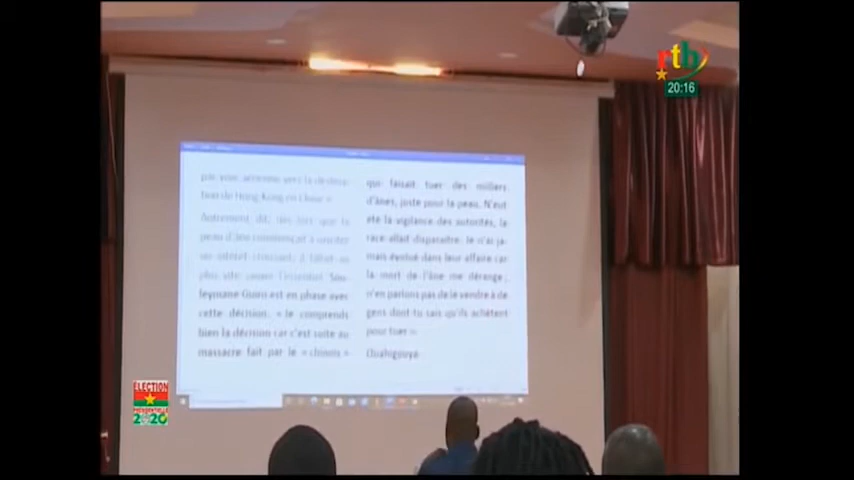 rtb
20:16
par voie aérienne vers la destina-
tion de Hong-Kong en Chine »
Autrement dit, dès lors que la
peau d'âne commençait à
un intérêt croissant, il fallait au
plus vite sauver l'essentiel. Sou-
leymane Guiro est en phase avec
cette décision. « Je comprends
bien la décision car c'est suite au
massacre fait par le « chinois »
qui faisait tuer des milliers
d'ânes, juste pour la peau. N'eut
été la vigilance des autorités, la
race allait disparaitre. Je n'ai ja-
mais évolué dans leur affaire car
la mort de l'âne me dérange ;
n'en parlons pas de le vendre à de
gens dont tu sais qu'ils achètent
pour tuer »
Ouahigouya
ÉLECTION
PRÉSIDENTIELLE
2020